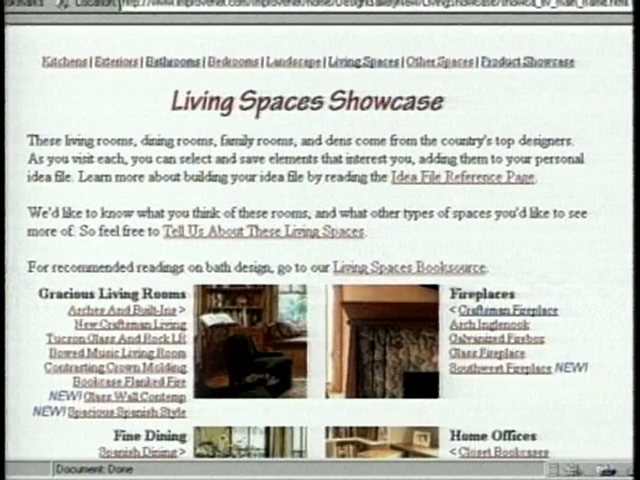 Location:
Kitchens | Exteriors | Bathrooms | Bedrooms | Landscape | Living Spaces | Other Spaces | Product Showcase
Living Spaces Showcase
These living rooms, dining rooms, family rooms, and dens come from the country's top designers.
As you visit each, you can select and save elements that interest you, adding them to your personal
idea file. Learn more about building your idea file by reading the Idea File Reference Page.
We'd like to know what you think of these rooms, and what other types of spaces you'd like to see
more of. So feel free to Tell Us About These Living Spaces.
For recommended readings on bath design, go to our Living Spaces Booksource.
Gracious Living Rooms
Archer And Built-Ins >
New Craftsman Living
Tucson Glass And Rock LR
Bowed Music Living Room
Contrasting Crown Molding
Bookcase Flanked Fire
NEW! Glass Wall Contemp
NEW! Spacious Spanish Style
Fireplaces
< Craftsman Fireplace
Arch Inglenook
Galvanized Firebox
Glass Fireplace
Southwest Fireplace NEW!
Fine Dining
Spanish Dining >
Home Offices
< Closet Bookcases
Document: Done